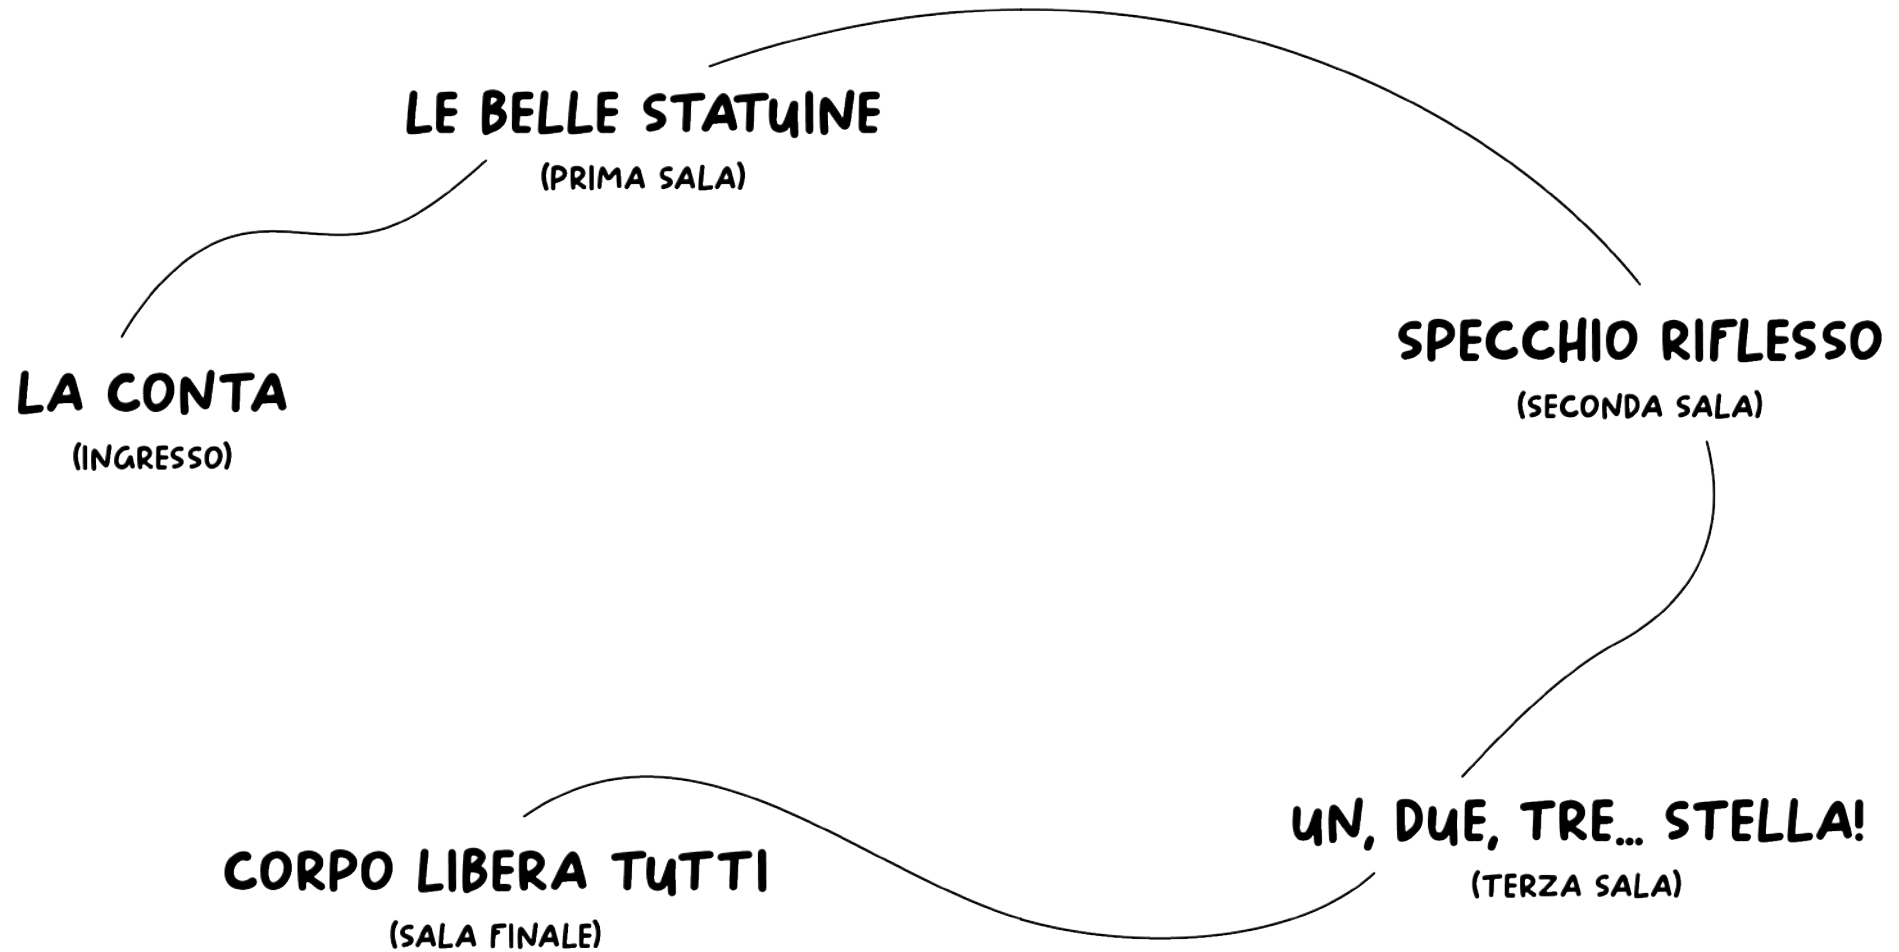 LE BELLE STATUINE
(PRIMA SALA)
SPECCHIO RIFLESSO
(SECONDA SALA)
LA CONTA
(INGRESSO)
UN, DUE, TRE... STELLA!
(TERZA SALA)
CORPO LIBERA TUTTI
(SALA FINALE)